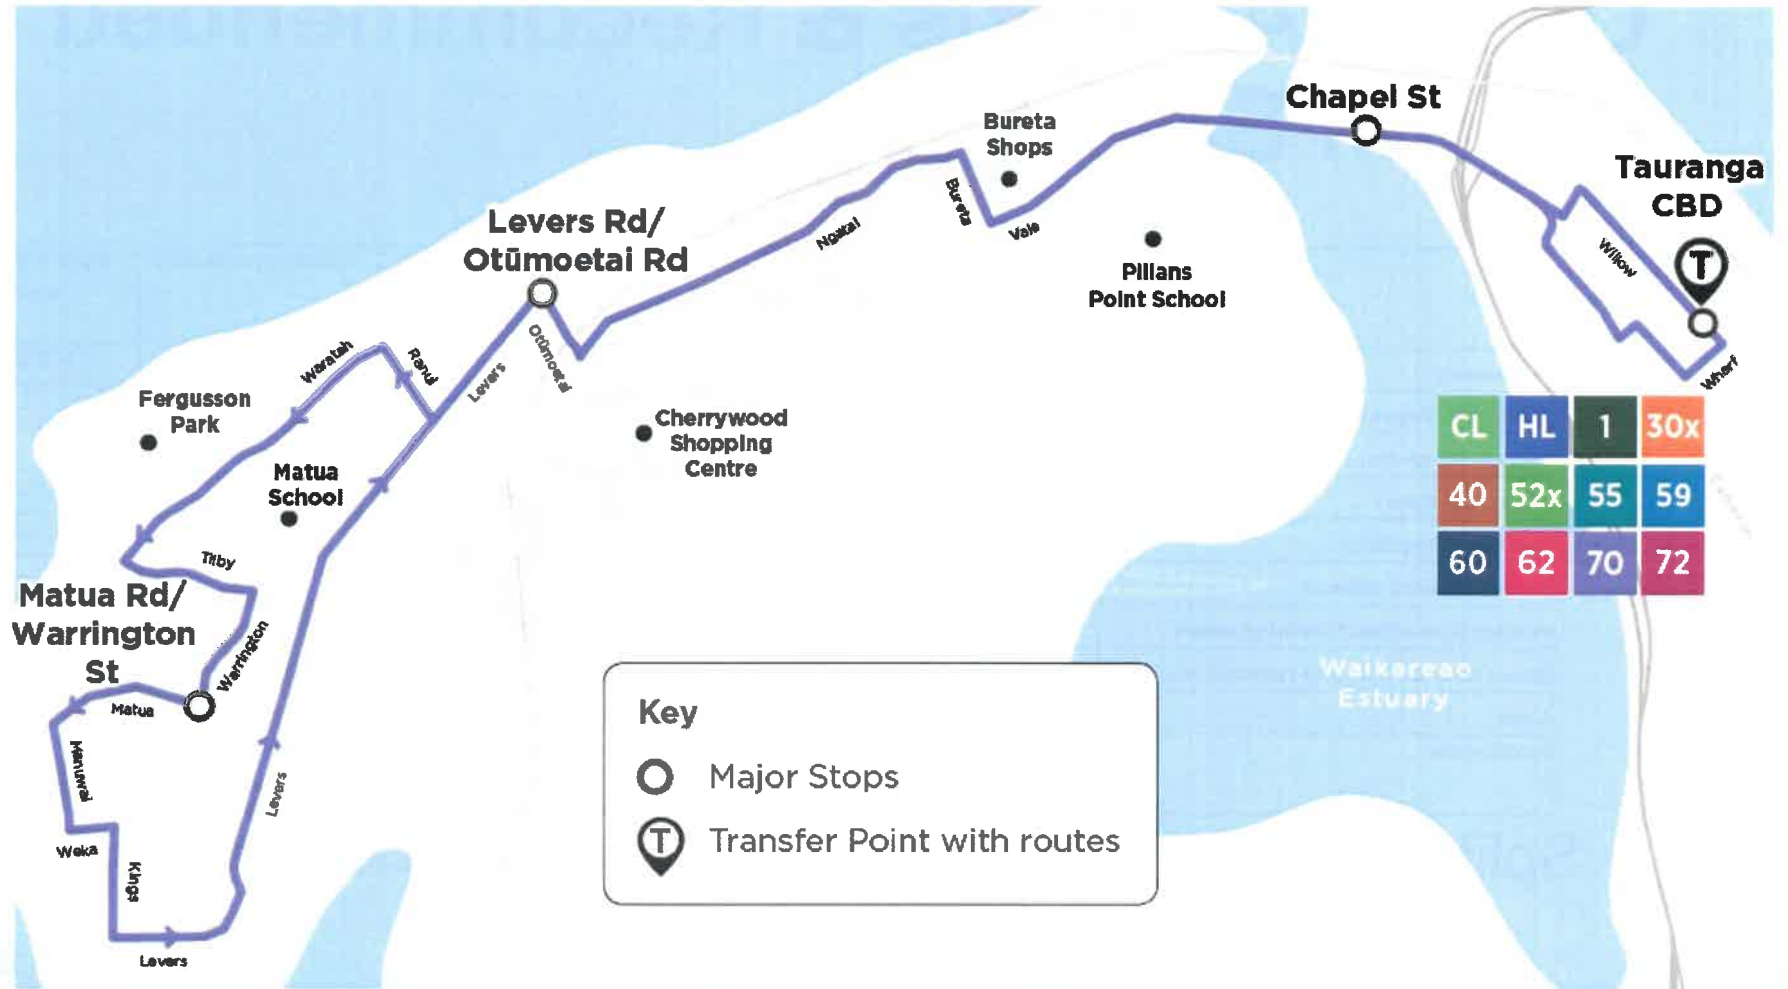 Chapel St
Tauranga
CBD
Bureta
Shops
Bureta
Vale
Ngatai
Pillans
Point School
Willow
Wharf
Levers Rd/
Otūmoetai Rd
Otūmoetai
Levers
Ranui
Waratah
Fergusson
Park
Matua
School
Cherrywood
Shopping
Centre
Tilby
Matua Rd/
Warrington
St
Warrington
Matua
Manuwai
Weka
Kings
Levers
Levers
CL HL 1 30x
40 52x 55 59
60 62 70 72
Waikareao
Estuary
Key
Major Stops
T Transfer Point with routes
T